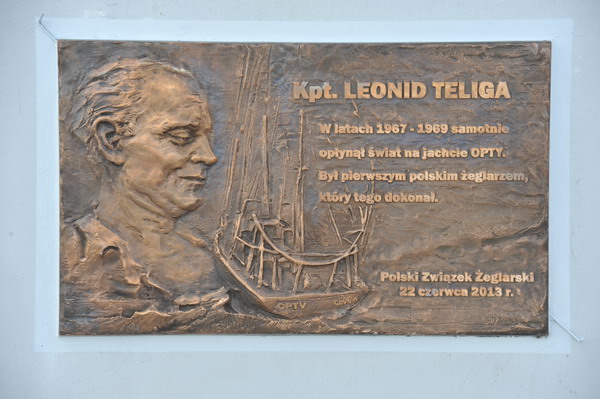 Kpt. LEONID TELIGA
W latach 1967 - 1969 samotnie
opłynął świat na jachcie OPTY.
Był pierwszym polskim żeglarzem,
który tego dokonał.
Polski Związek Żeglarski
22 czerwca 2013 r.
OPTY